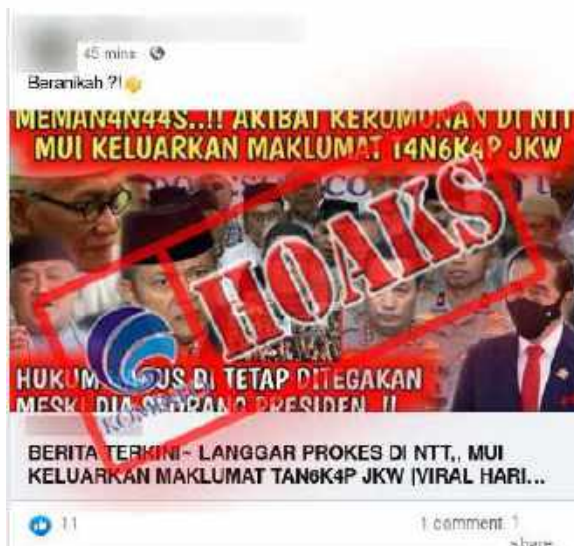 45 mins
Beranikah ?!
MEMAN4N44S..!! AKIBAT KERUMUNAN DI NTT
MUI KELUARKAN MAKLUMAT T4N6K4P JKW
HOAKS
HUKUM DI TETAP DITEGAKAN
MESKI DIA SEORANG PRESIDEN..!!
BERITA TERKINI~ LANGGAR PROKES DI NTT,, MUI
KELUARKAN MAKLUMAT TAN6K4P JKW |VIRAL HARI...
11
1 comment 1
share